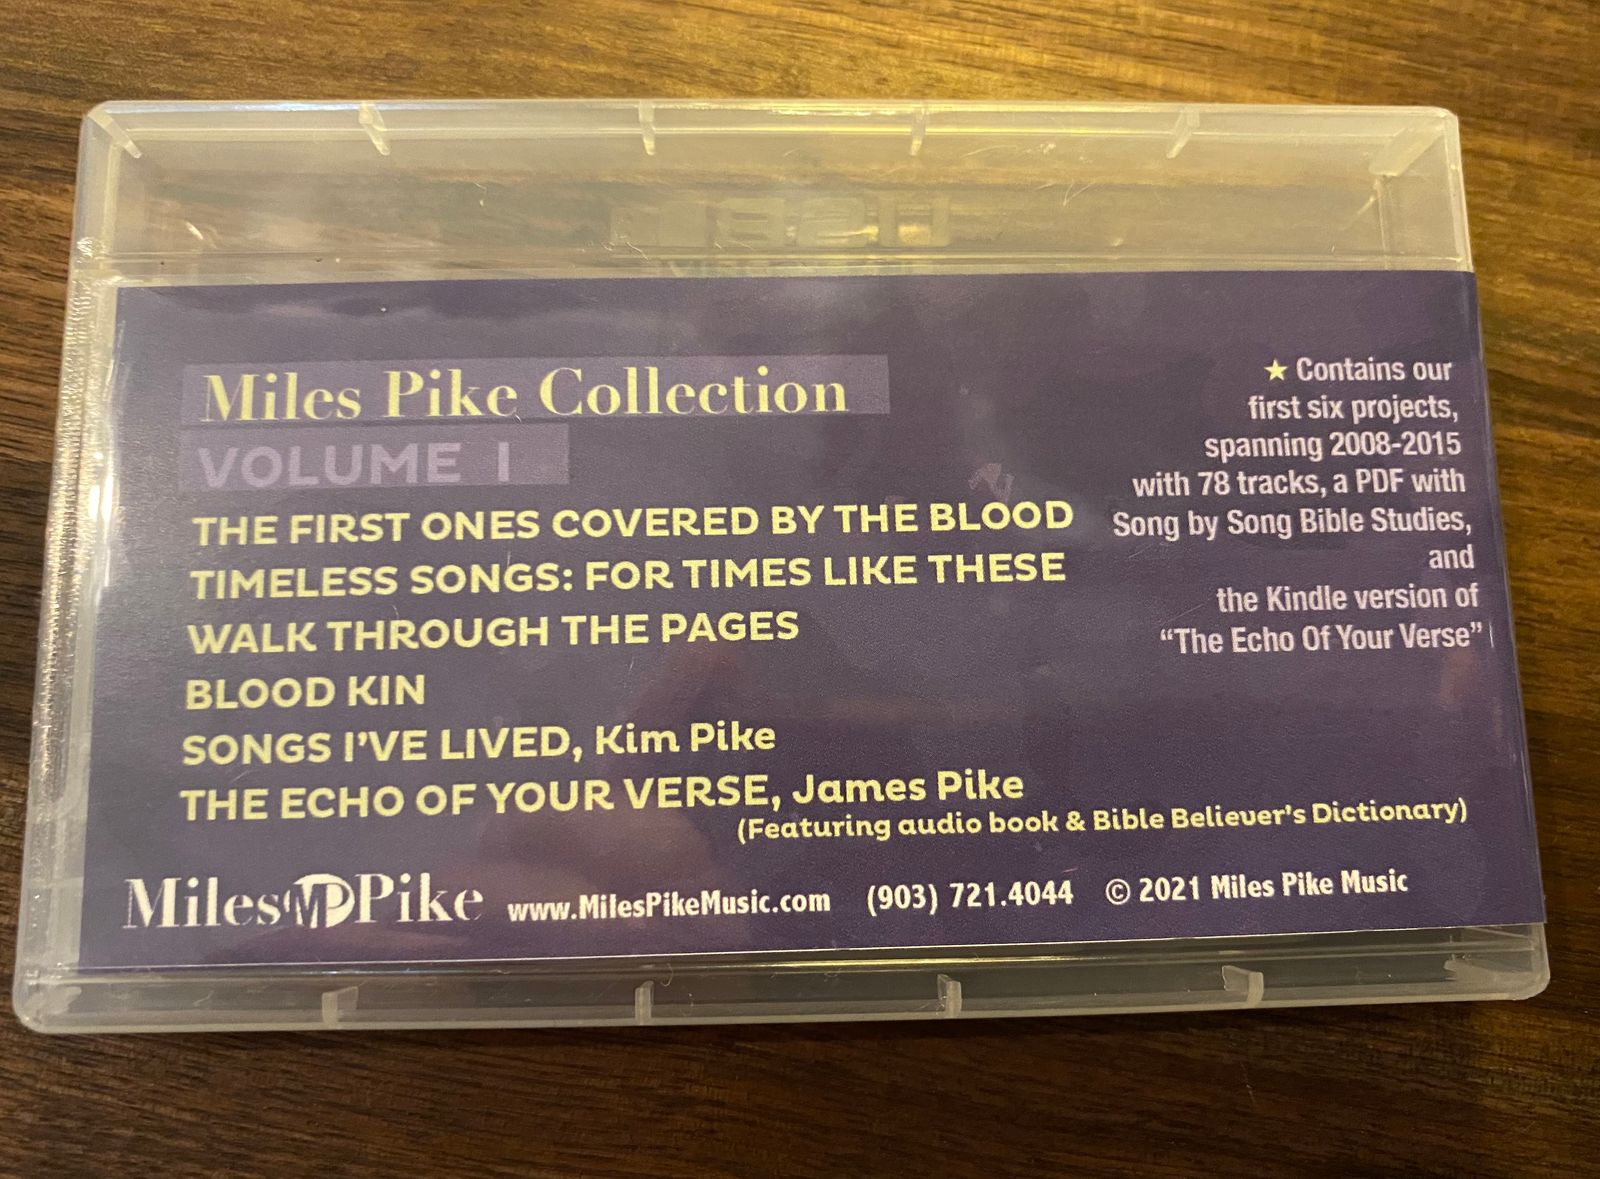 Miles Pike Collection
VOLUME I
THE FIRST ONES COVERED BY THE BLOOD
TIMELESS SONGS: FOR TIMES LIKE THESE
WALK THROUGH THE PAGES
BLOOD KIN
SONGS I'VE LIVED, Kim Pike
THE ECHO OF YOUR VERSE, James Pike
(Featuring audio book & Bible Believer's Dictionary)
★ Contains our
first six projects,
spanning 2008-2015
with 78 tracks, a PDF with
Song by Song Bible Studies,
and
the Kindle version of
“The Echo Of Your Verse”
Miles MP Pike www.MilesPikeMusic.com (903) 721.4044 © 2021 Miles Pike Music